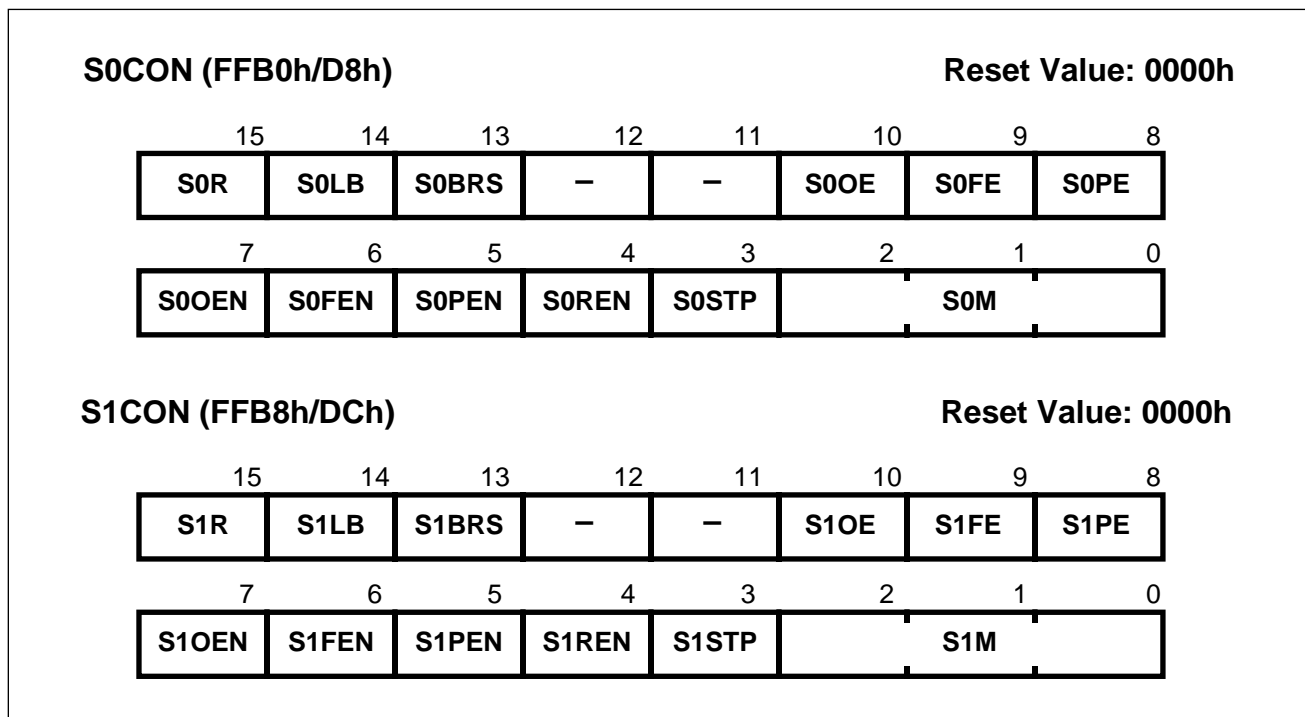 S0CON (FFB0h/D8h) Reset Value: 0000h
15 14 13 12 11 10 9 8
S0R S0LB S0BRS – – S0OE S0FE S0PE
7 6 5 4 3 2 1 0
S0OEN S0FEN S0PEN S0REN S0STP S0M
S1CON (FFB8h/DCh) Reset Value: 0000h
15 14 13 12 11 10 9 8
S1R S1LB S1BRS – – S1OE S1FE S1PE
7 6 5 4 3 2 1 0
S1OEN S1FEN S1PEN S1REN S1STP S1M